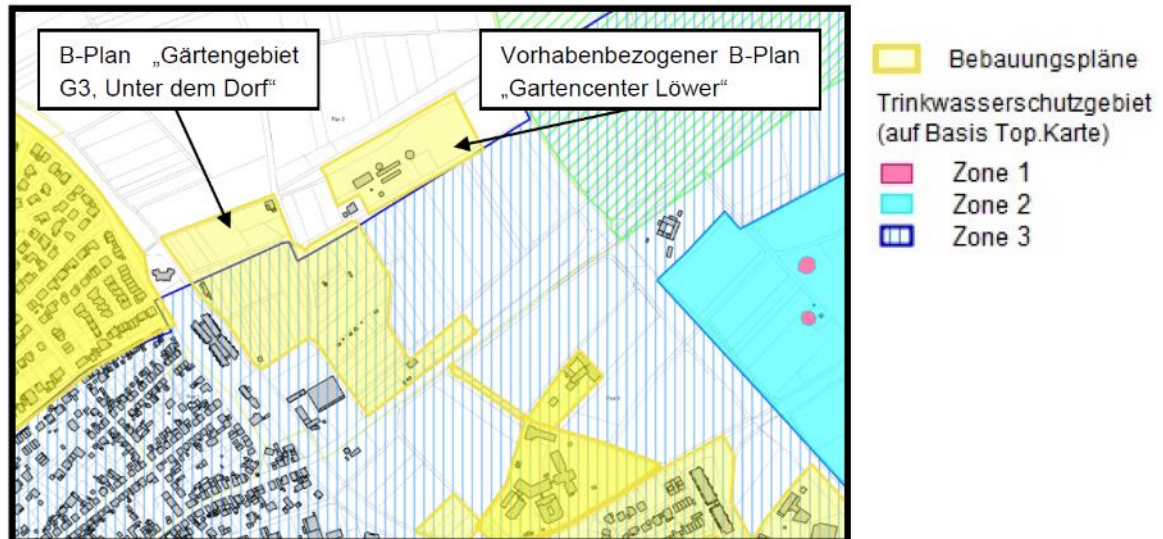 B-Plan „Gärtengebiet
G3, Unter dem Dorf“
Vorhabenbezogener B-Plan
„Gartencenter Löwer“
Bebauungspläne
Trinkwasserschutzgebiet
(auf Basis Top.Karte)
Zone 1
Zone 2
Zone 3